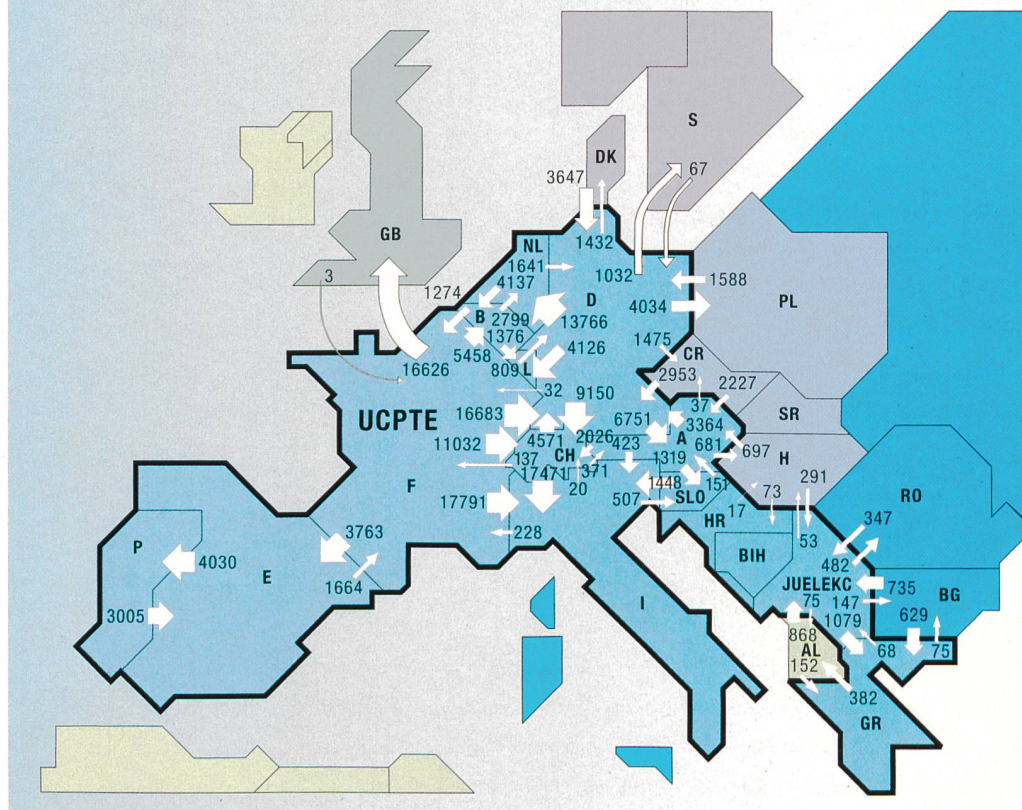 S
DK
3647
67
GB
NL
1432
3
1641
1032
1588
1274
4137
D
4034
PL
B
2799
13766
1376
1475
CR
5458
4126
16626
809
L
2953
2227
32
9150
37
SR
UCPTE
16683
6751
3364
4571
2026
A
11032
CH
423
681
697
H
137
1319
17471
371
291
F
20
1448
151
17791
SLO
73
RO
507
17
HR
347
P
3763
228
53
BIH
4030
E
482
1664
JUELEKC
735
BG
I
75
147
629
3005
1079
868
AL
68
75
152
382
GR